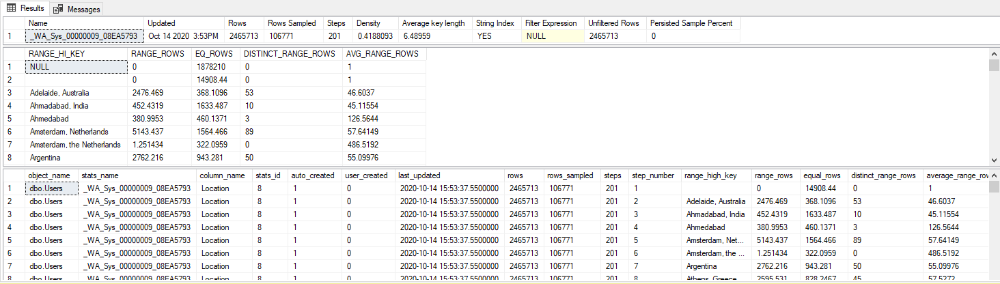 Results Messages
Name Updated Rows Rows Sampled Steps Density Average key length String Index Filter Expression Unfiltered Rows Persisted Sample Percent
1 _WA_Sys_00000009_08EA5793 Oct 14 2020 3:53PM 2465713 106771 201 0.4188093 6.48959 YES NULL 2465713 0
RANGE_HI_KEY RANGE_ROWS EQ_ROWS DISTINCT_RANGE_ROWS AVG_RANGE_ROWS
1 NULL 0 1878210 0 1
2 0 14908.44 0 1
3 Adelaide, Australia 2476.469 368.1096 53 46.6037
4 Ahmadabad, India 452.4319 1633.487 10 45.11554
5 Ahmedabad 380.9953 460.1371 3 126.5644
6 Amsterdam, Netherlands 5143.437 1564.466 89 57.64149
7 Amsterdam, the Netherlands 1.251434 322.0959 0 486.5192
8 Argentina 2762.216 943.281 50 55.09976
object_name stats_name column_name stats_id auto_created user_created last_updated rows rows_sampled steps step_number range_high_key range_rows equal_rows distinct_range_rows average_range_rov
1 dbo.Users _WA_Sys_00000009_08EA5793 Location 8 1 0 2020-10-14 15:53:37.5500000 2465713 106771 201 1 0 14908.44 0 1
2 dbo.Users _WA_Sys_00000009_08EA5793 Location 8 1 0 2020-10-14 15:53:37.5500000 2465713 106771 201 2 Adelaide, Australia 2476.469 368.1096 53 46.6037
3 dbo.Users _WA_Sys_00000009_08EA5793 Location 8 1 0 2020-10-14 15:53:37.5500000 2465713 106771 201 3 Ahmadabad, India 452.4319 1633.487 10 45.11554
4 dbo.Users _WA_Sys_00000009_08EA5793 Location 8 1 0 2020-10-14 15:53:37.5500000 2465713 106771 201 4 Ahmedabad 380.9953 460.1371 3 126.5644
5 dbo.Users _WA_Sys_00000009_08EA5793 Location 8 1 0 2020-10-14 15:53:37.5500000 2465713 106771 201 5 Amsterdam, Net... 5143.437 1564.466 89 57.64149
6 dbo.Users _WA_Sys_00000009_08EA5793 Location 8 1 0 2020-10-14 15:53:37.5500000 2465713 106771 201 6 Amsterdam, the ... 1.251434 322.0959 0 486.5192
7 dbo.Users _WA_Sys_00000009_08EA5793 Location 8 1 0 2020-10-14 15:53:37.5500000 2465713 106771 201 7 Argentina 2762.216 943.281 50 55.09976
8 dbo.Users _WA_Sys_00000009_08EA5793 Location 8 1 0 2020-10-14 15:53:37.5500000 2465713 106771 201 8 Athens, Greece 2595.531 828.2467 45 57.5272